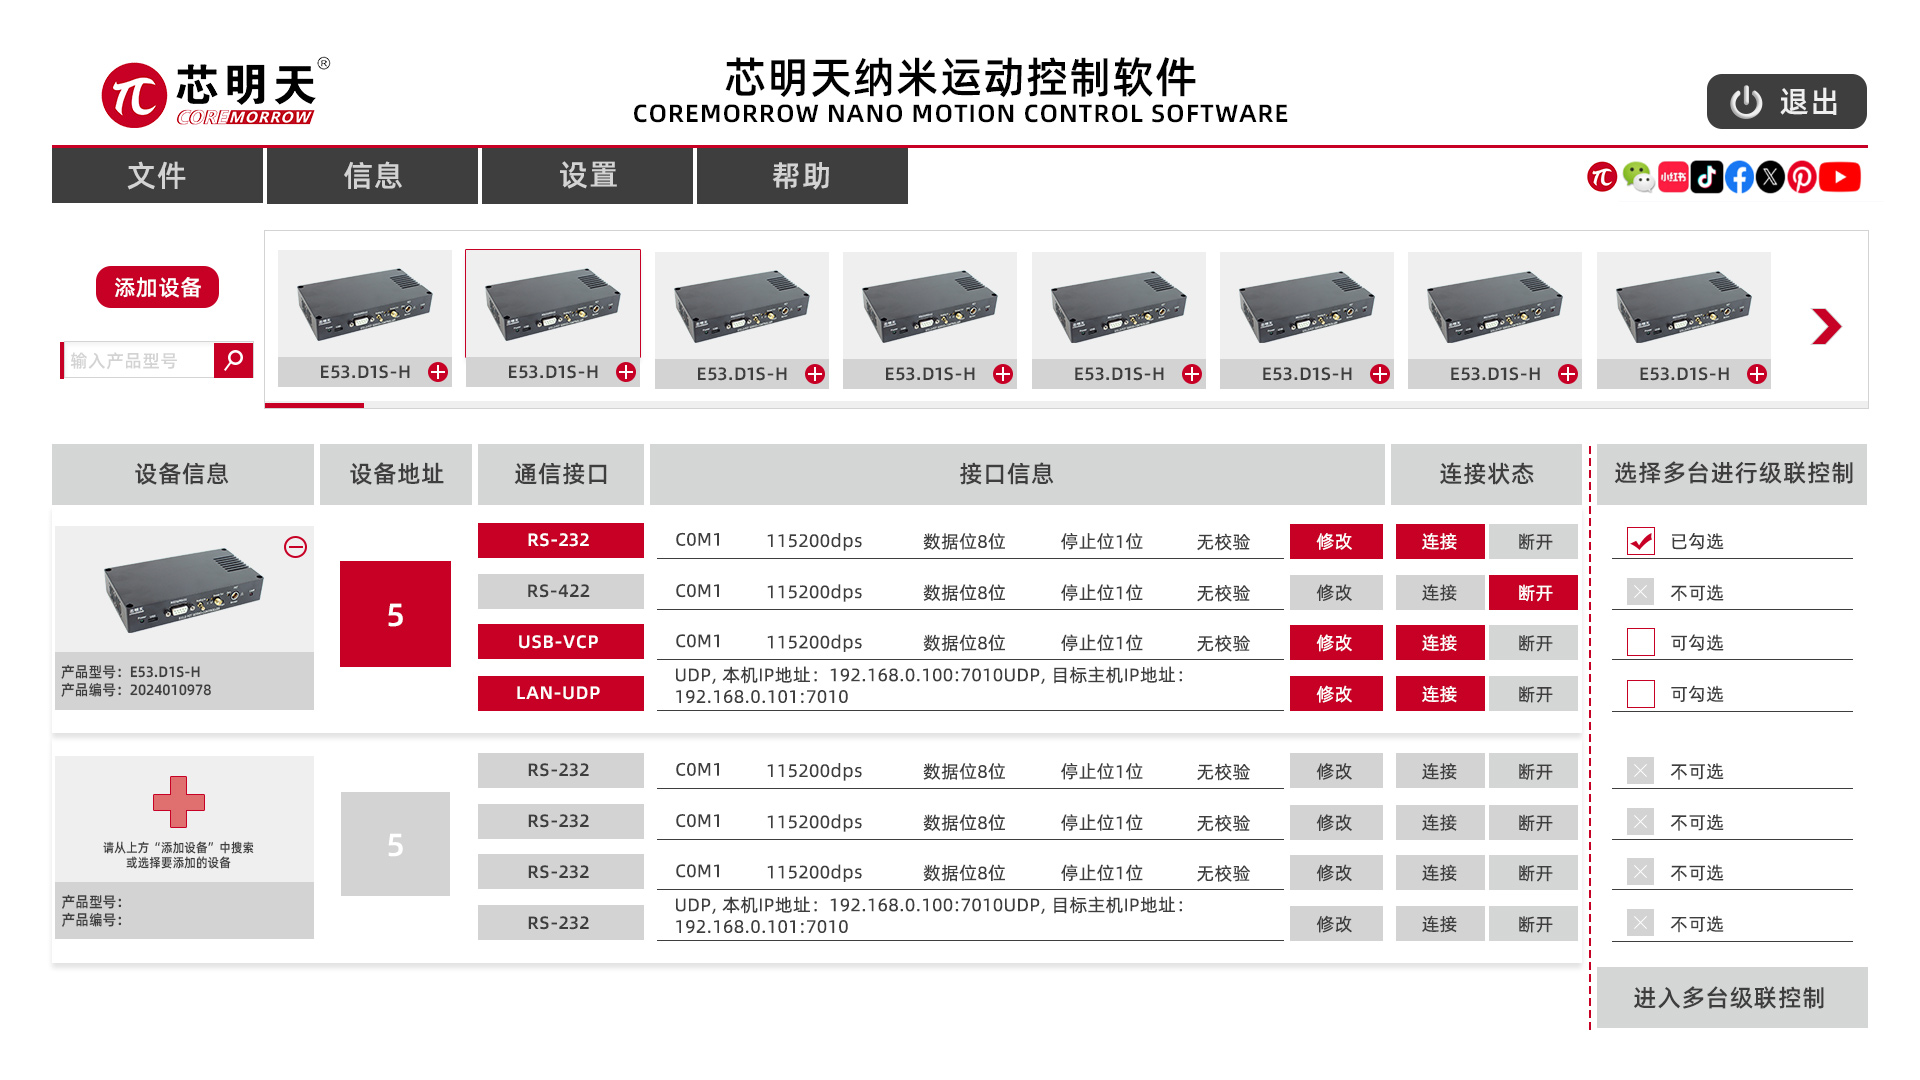 芯明天®
COREMORROW
芯明天纳米运动控制软件
COREMORROW NANO MOTION CONTROL SOFTWARE
退出
文件 信息 设置 帮助
小红书
添加设备
输入产品型号
E53.D1S-H E53.D1S-H E53.D1S-H E53.D1S-H E53.D1S-H E53.D1S-H E53.D1S-H E53.D1S-H
设备信息 设备地址 通信接口 接口信息 连接状态 选择多台进行级联控制
产品型号：E53.D1S-H
产品编号：2024010978
5
RS-232 COM1 115200dps 数据位8位 停止位1位 无校验 修改 连接 断开 已勾选
RS-422 COM1 115200dps 数据位8位 停止位1位 无校验 修改 连接 断开 不可选
USB-VCP COM1 115200dps 数据位8位 停止位1位 无校验 修改 连接 断开 可勾选
LAN-UDP UDP, 本机IP地址：192.168.0.100:7010UDP, 目标主机IP地址：
192.168.0.101:7010 修改 连接 断开 可勾选
请从上方“添加设备”中搜索
或选择要添加的设备
产品型号：
产品编号：
5
RS-232 COM1 115200dps 数据位8位 停止位1位 无校验 修改 连接 断开 不可选
RS-232 COM1 115200dps 数据位8位 停止位1位 无校验 修改 连接 断开 不可选
RS-232 COM1 115200dps 数据位8位 停止位1位 无校验 修改 连接 断开 不可选
RS-232 UDP, 本机IP地址：192.168.0.100:7010UDP, 目标主机IP地址：
192.168.0.101:7010 修改 连接 断开 不可选
进入多台级联控制